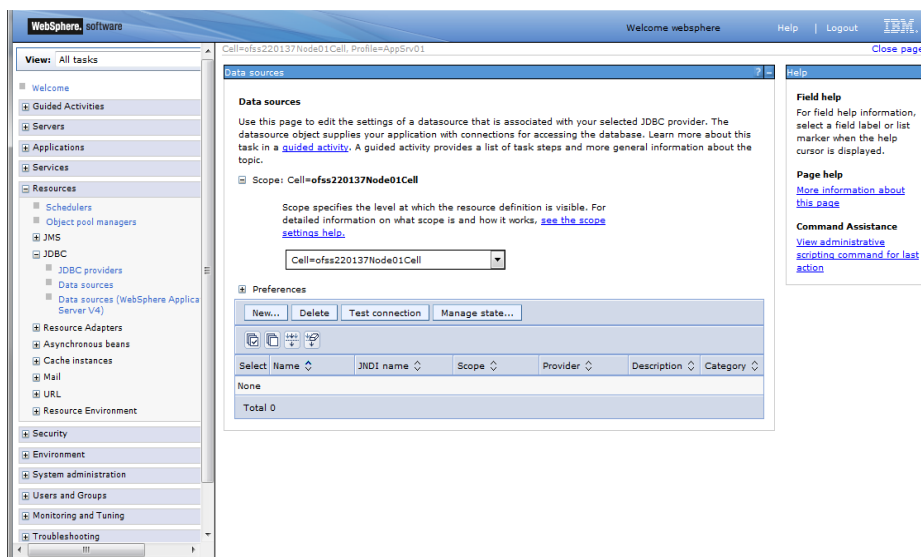 WebSphere. software
Welcome websphere
Help | Logout
IBM.
View: All tasks
Cell=ofss220137Node01Cell, Profile=AppSrv01
Close page
Welcome
Guided Activities
Servers
Applications
Services
Resources
Schedulers
Object pool managers
JMS
JDBC
JDBC providers
Data sources
Data sources (WebSphere Applica
Server V4)
Resource Adapters
Asynchronous beans
Cache instances
Mail
URL
Resource Environment
Security
Environment
System administration
Users and Groups
Monitoring and Tuning
Troubleshooting
Data sources
? -
Data sources
Use this page to edit the settings of a datasource that is associated with your selected JDBC provider. The
datasource object supplies your application with connections for accessing the database. Learn more about this
task in a guided activity. A guided activity provides a list of task steps and more general information about the
topic.
Scope: Cell=ofss220137Node01Cell
Scope specifies the level at which the resource definition is visible. For
detailed information on what scope is and how it works, see the scope
settings help.
Cell=ofss220137Node01Cell
Preferences
New... Delete Test connection Manage state...
Select Name JNDI name Scope Provider Description Category
None
Total 0
Help
Field help
For field help information,
select a field label or list
marker when the help
cursor is displayed.
Page help
More information about
this page
Command Assistance
View administrative
scripting command for last
action